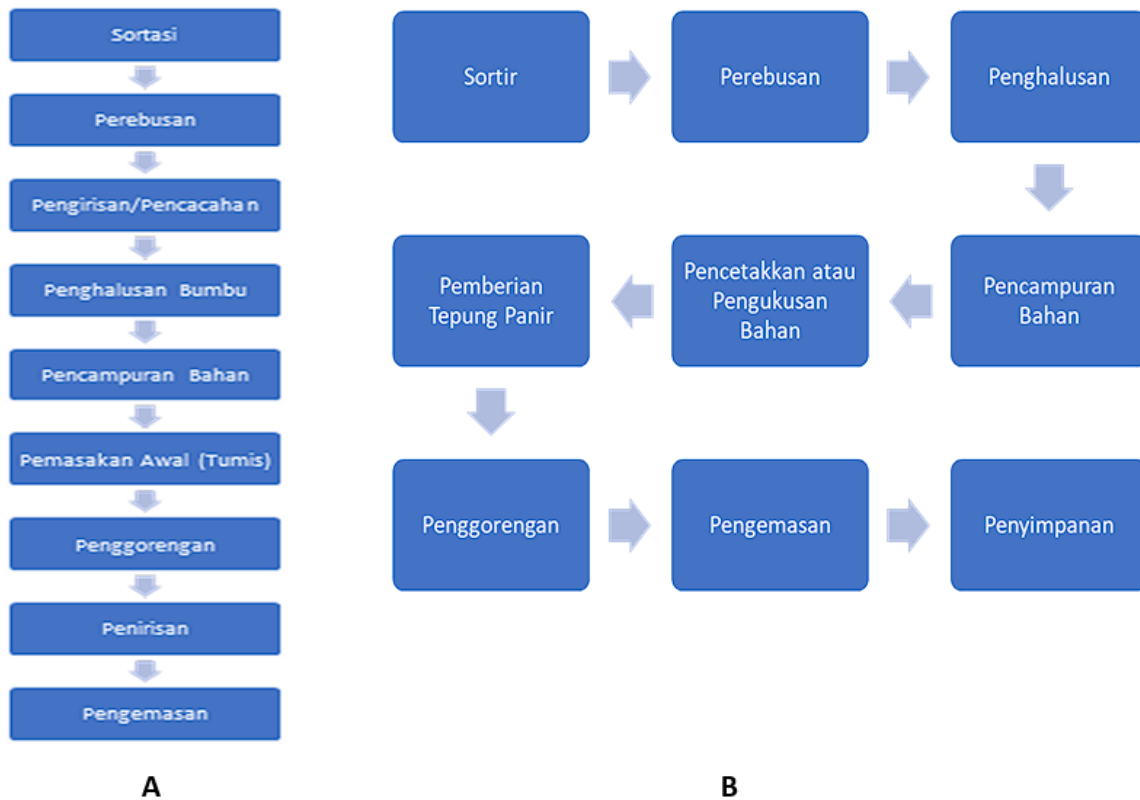 Sortasi
Perebusan
Pengirisan/Pencacahan
Penghalusan Bumbu
Pencampuran Bahan
Pemasakan Awal (Tumis)
Penggorengan
Penirisan
Pengemasan
A
Sortir
Perebusan
Penghalusan
Pencampuran
Bahan
Pencetakkan atau
Pengukusan
Bahan
Pemberian
Tepung Panir
Penggorengan
Pengemasan
Penyimpanan
B